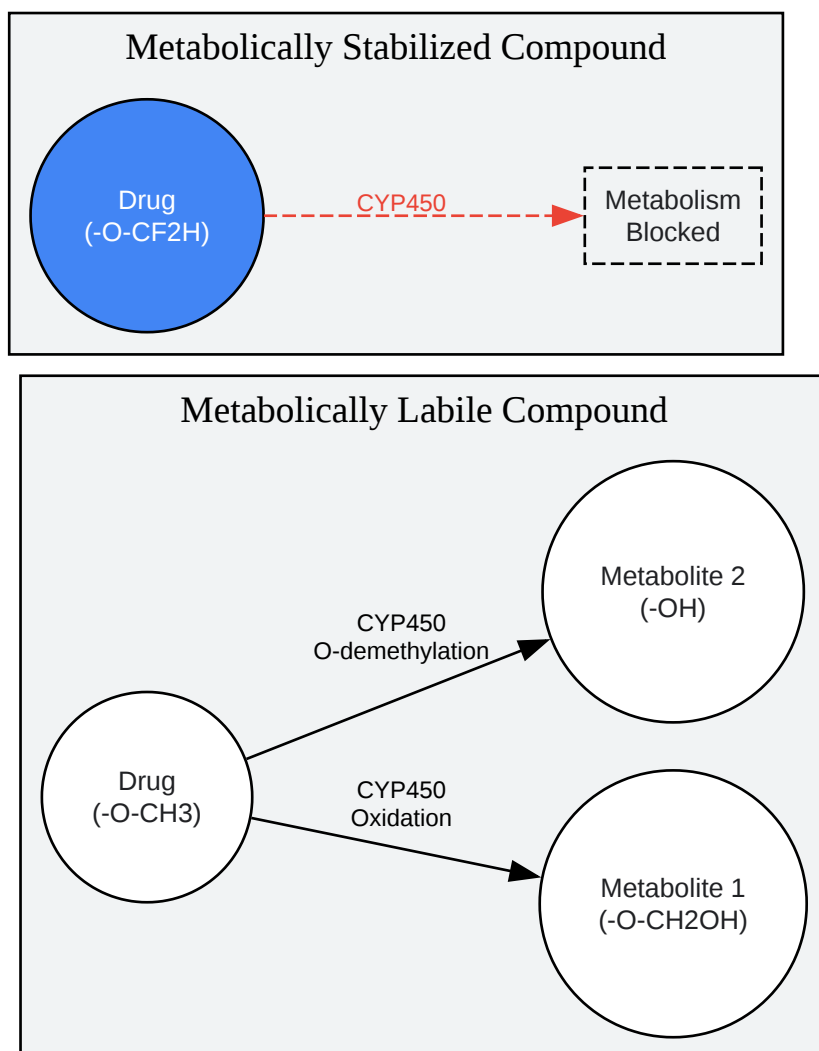 Metabolically Stabilized Compound
Drug
(-O-CF2H)
CYP450
Metabolism
Blocked
Metabolically Labile Compound
Metabolite 2
(-OH)
CYP450
O-demethylation
Drug
(-O-CH3)
CYP450
Oxidation
Metabolite 1
(-O-CH2OH)